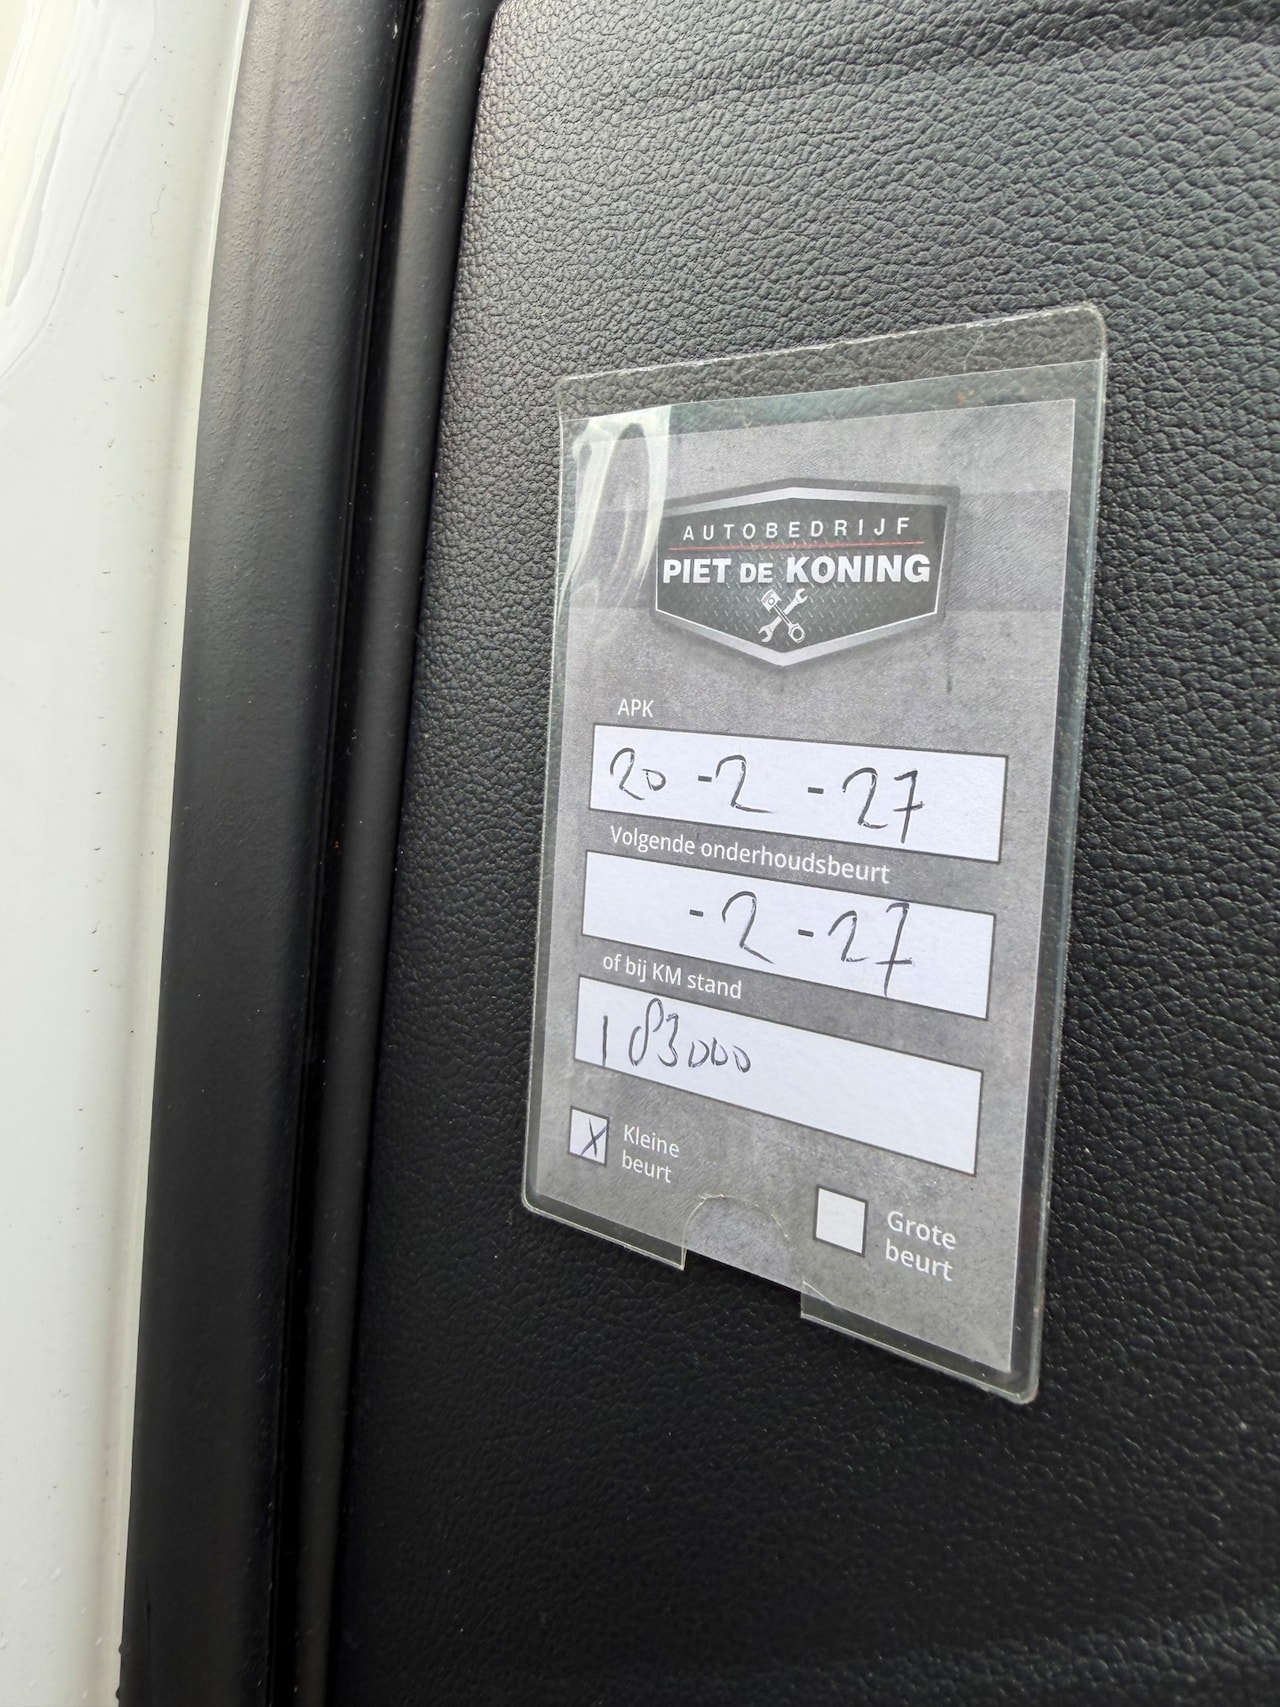 AUTOBEDRIJF
PIET DE KONING
APK
20-2-27
Volgende onderhoudsbeurt
-2-27
of bij KM stand
183000
X Kleine beurt
Grote beurt